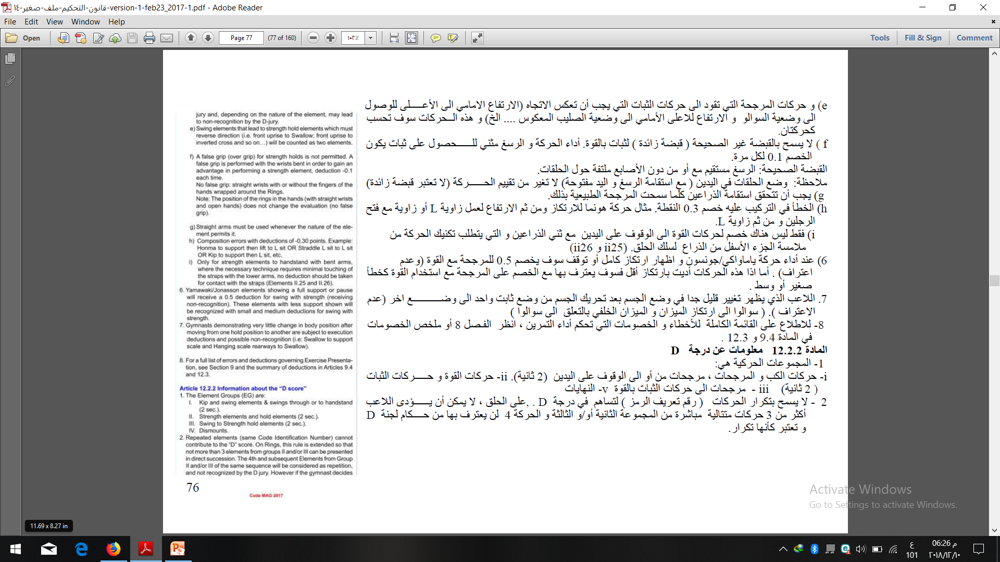 قانون-التحكيم-ملف-صغير-١٤-version-1-feb23_2017-1.pdf - Adobe Reader
File Edit View Window Help
Open
Page 77
(77 of 160)
١٠٢٪
Tools
Fill & Sign
Comment
jury and, depending on the nature of the element, may lead
to non-recognition by the D-jury.
e) Swing elements that lead to strength hold elements which must
reverse direction (i.e. front uprise to Swallow; front uprise to
inverted cross and so on…) will be counted as two elements.
f) A false grip (over grip) for strength holds is not permitted. A
false grip is performed with the wrists bent in order to gain an
advantage in performing a strength element, deduction -0.1
each time.
No false grip: straight wrists with or without the fingers of the
hands wrapped around the Rings.
Note: The position of the rings in the hands (with straight wrists
and open hands) does not change the evaluation (no false
grip).
g) Straight arms must be used whenever the nature of the ele-
ment permits it.
h) Composition errors with deductions of -0,30 points. Example:
Honma to support then lift to L sit OR Straddle L sit to L sit
OR Kip to support then L sit, etc.
i) Only for strength elements to handstand with bent arms,
where the necessary technique requires minimal touching of
the straps with the lower arms, no deduction should be taken
for contact with the straps (Elements II.25 and II.26).
6. Yamawaki/Jonasson elements showing a full support or pause
will receive a 0.5 deduction for swing with strength (receiving
non-recognition). These elements with less support shown will
be recognized with small and medium deductions for swing with
strength.
7. Gymnasts demonstrating very little change in body position after
moving from one hold position to another are subject to execution
deductions and possible non-recognition (i.e: Swallow to support
scale and Hanging scale rearways to Swallow).
8. For a full list of errors and deductions governing Exercise Presenta-
tion, see Section 9 and the summary of deductions in Articles 9.4
and 12.3.
Article 12.2.2 Information about the “D score”
1. The Element Groups (EG) are:
I. Kip and swing elements & swings through or to handstand
(2 sec.).
II. Strength elements and hold elements (2 sec.).
III. Swing to Strength hold elements (2 sec.).
IV. Dismounts.
2. Repeated elements (same Code Identification Number) cannot
contribute to the “D” score. On Rings, this rule is extended so that
not more than 3 elements from groups II and/or III can be presented
in direct succession. The 4th and subsequent Elements from Group
II and/or III of the same sequence will be considered as repetition,
and not recognized by the D jury. However if the gymnast decides
76
Code MAG 2017
e) و حركات المرجحة التي تقود الى حركات الثبات التي يجب أن تعكس الاتجاه (الارتفاع الامامي الى الأعــــلى للوصول
الى وضعية السوالو و الارتفاع للاعلى الأمامي الى وضعية الصليب المعكوس .... الخ) و هذه الــحركات سوف تحسب
كحركتان.
f ) لا يسمح بالقبضة غير الصحيحة ( قبضة زائدة ) لثبات بالقوة. أداء الحركة و الرسغ مثني للـــــــحصول على ثبات يكون
الخصم 0.1 لكل مرة.
القبضة الصحيحة: الرسغ مستقيم مع أو من دون الأصابع ملتفة حول الحلقات.
ملاحظة: وضع الحلقات في اليدين ( مع استقامة الرسغ و اليد مفتوحة) لا تغير من تقييم الحـــــركة (لا تعتبر قبضة زائدة)
g) يجب أن تتحقق استقامة الذراعين كلما سمحت المرجحة الطبيعية بذلك.
h) الخطأ في التركيب عليه خصم 0.3 النقطة. مثال حركة هونما للارتكاز ومن ثم الارتفاع لعمل زاوية L أو زاوية مع فتح
الرجلين و من ثم زاوية L.
i) فقط ليس هناك خصم لحركات القوة الى الوقوف على اليدين مع ثني الذراعين و التي يتطلب تكنيك الحركة من
ملامسة الجزء الأسفل من الذراع لسلك الحلق. (ii25 و ii26)
6) عند أداء حركة ياماواكي/جونسون و اظهار ارتكاز كامل أو توقف سوف يخصم 0.5 للمرجحة مع القوة (وعدم
اعتراف) . أما اذا هذه الحركات أديت بارتكاز أقل فسوف يعترف بها مع الخصم على المرجحة مع استخدام القوة كخطأ
صغير أو وسط .
7. اللاعب الذي يظهر تغيير قليل جدا في وضع الجسم بعد تحريك الجسم من وضع ثابت واحد الى وضـــــــــع اخر (عدم
الاعتراف ). ( سوالوا الى ارتكاز الميزان و الميزان الخلفي بالتعلق الى سوالوا )
8- للاطلاع على القائمة الكاملة للأخطاء و الخصومات التي تحكم أداء التمرين ، انظر الفـصل 8 أو ملخص الخصومات
في المادة 9.4 و 12.3 .
المادة 12.2.2 معلومات عن درجة D
1- المجموعات الحركية هي:
i- حركات الكب و المرجحات ، مرجحات من أو الى الوقوف على اليدين (2 ثانية). ii- حركات القوة و حـــركات الثبات
( 2 ثانية) iii - مرجحات الى حركات الثبات بالقوة v- النهايات
2 - لا يسمح بتكرار الحركات ( رقم تعريف الرمز ) لتساهم في درجة D . ,على الحلق ، لا يمكن أن يــــؤدى اللاعب
أكثر من 3 حركات متتالية مباشرة من المجموعة الثانية أو/و الثالثة و الحركة 4 لن يعترف بها من حـــكام لجنة D
و تعتبر كأنها تكرار.
Activate Windows
Go to Settings to activate Windows.
11.69 x 8.27 in
ع
101
06:26 م
٢٠١٨/١٢/١٠